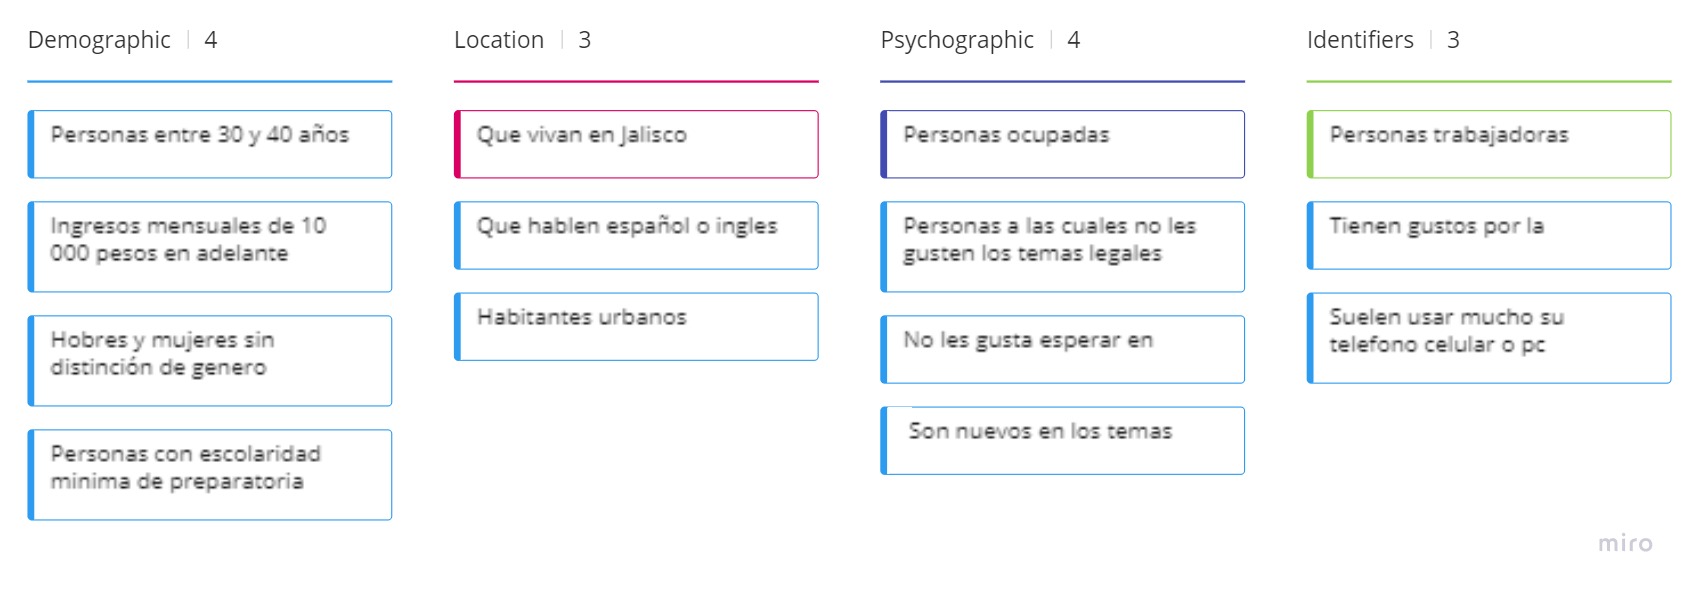 Demographic | 4
Personas entre 30 y 40 años
Ingresos mensuales de 10
000 pesos en adelante
Hobres y mujeres sin
distinción de genero
Personas con escolaridad
minima de preparatoria
Location | 3
Que vivan en Jalisco
Que hablen español o ingles
Habitantes urbanos
Psychographic | 4
Personas ocupadas
Personas a las cuales no les
gusten los temas legales
No les gusta esperar en
Son nuevos en los temas
Identifiers | 3
Personas trabajadoras
Tienen gustos por la
Suelen usar mucho su
telefono celular o pc
miro